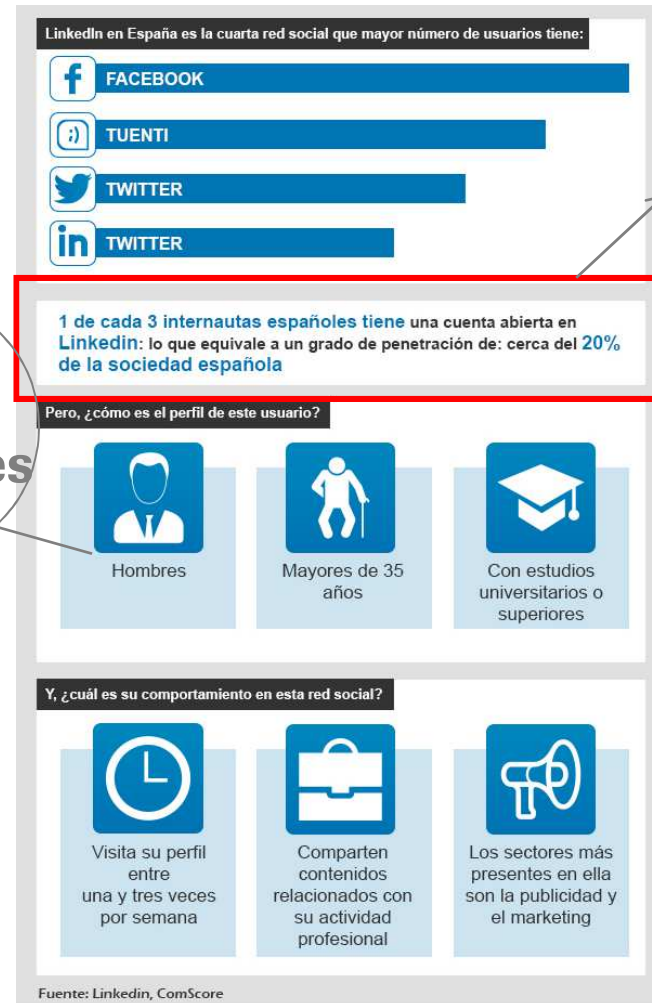 LinkedIn en España es la cuarta red social que mayor número de usuarios tiene:
FACEBOOK
TUENTI
TWITTER
TWITTER
1 de cada 3 internautas españoles tiene una cuenta abierta en
Linkedin: lo que equivale a un grado de penetración de: cerca del 20%
de la sociedad española
Pero, ¿cómo es el perfil de este usuario?
es
Hombres
Mayores de 35
años
Con estudios
universitarios o
superiores
Y, ¿cuál es su comportamiento en esta red social?
Visita su perfil
entre
una y tres veces
por semana
Comparten
contenidos
relacionados con
su actividad
profesional
Los sectores más
presentes en ella
son la publicidad y
el marketing
Fuente: Linkedin, ComScore